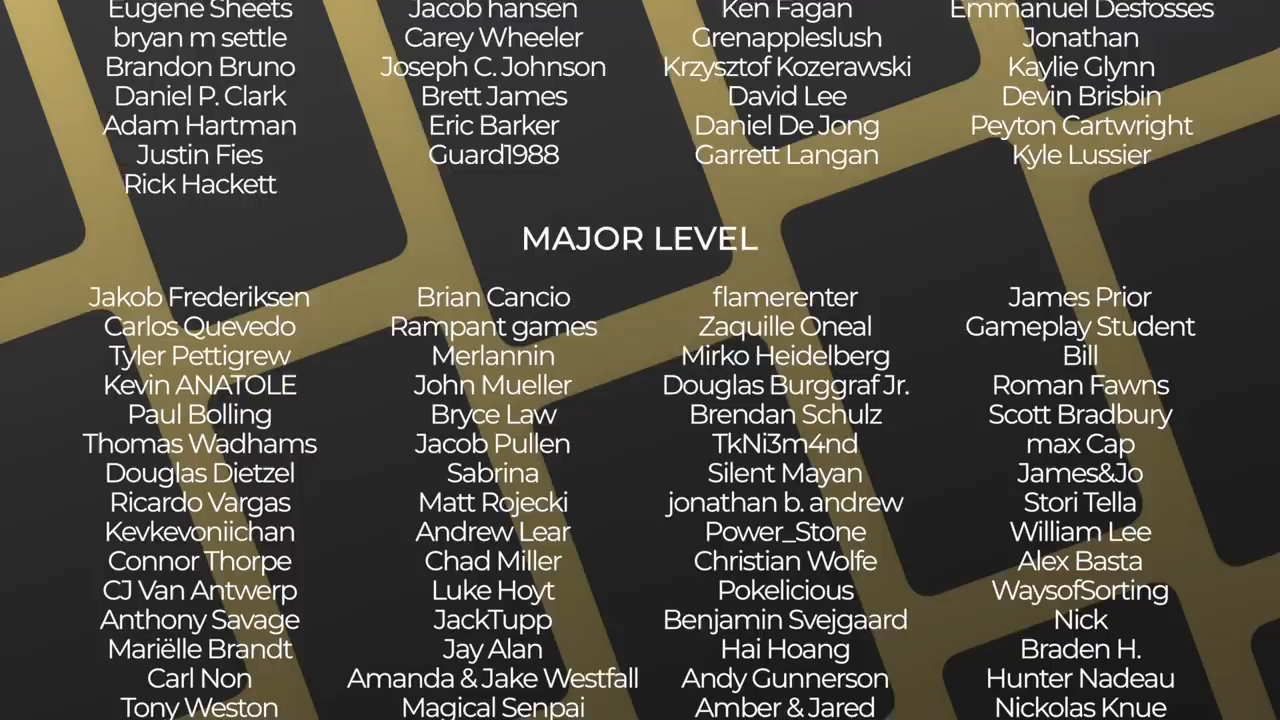 Eugene Sheets
bryan m settle
Brandon Bruno
Daniel P. Clark
Adam Hartman
Justin Fies
Rick Hackett
Jacob hansen
Carey Wheeler
Joseph C. Johnson
Brett James
Eric Barker
Guard1988
Ken Fagan
Grenappleslush
Krzysztof Kozerawski
David Lee
Daniel De Jong
Garrett Langan
Emmanuel Desfosses
Jonathan
Kaylie Glynn
Devin Brisbin
Peyton Cartwright
Kyle Lussier
MAJOR LEVEL
Jakob Frederiksen
Carlos Quevedo
Tyler Pettigrew
Kevin ANATOLE
Paul Bolling
Thomas Wadhams
Douglas Dietzel
Ricardo Vargas
Kevkevoniichan
Connor Thorpe
CJ Van Antwerp
Anthony Savage
Mariëlle Brandt
Carl Non
Tony Weston
Brian Cancio
Rampant games
Merlannin
John Mueller
Bryce Law
Jacob Pullen
Sabrina
Matt Rojecki
Andrew Lear
Chad Miller
Luke Hoyt
JackTupp
Jay Alan
Amanda & Jake Westfall
Magical Senpai
flamerenter
Zaquille Oneal
Mirko Heidelberg
Douglas Burggraf Jr.
Brendan Schulz
TkNi3m4nd
Silent Mayan
jonathan b. andrew
Power_Stone
Christian Wolfe
Pokelicious
Benjamin Svejgaard
Hai Hoang
Andy Gunnerson
Amber & Jared
James Prior
Gameplay Student
Bill
Roman Fawns
Scott Bradbury
max Cap
James&Jo
Stori Tella
William Lee
Alex Basta
WaysofSorting
Nick
Braden H.
Hunter Nadeau
Nickolas Knue